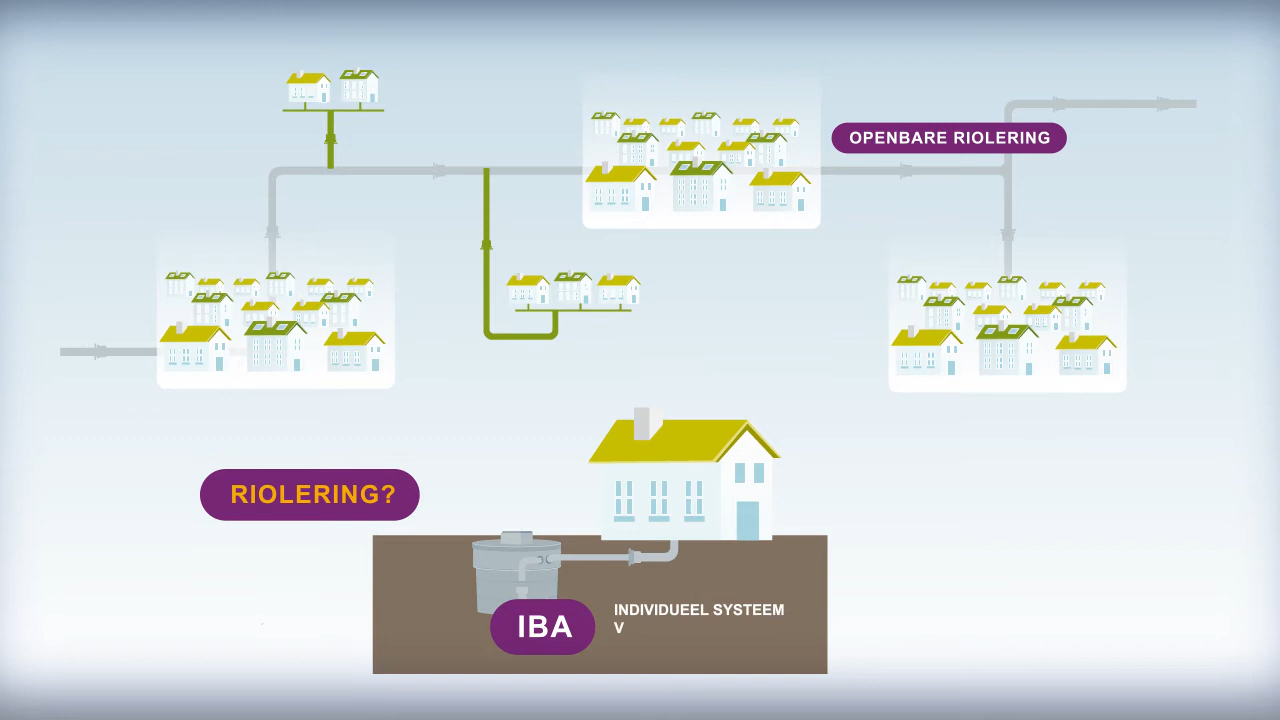 OPENBARE RIOLERING
RIOLERING?
IBA
INDIVIDUEEL SYSTEEM
V